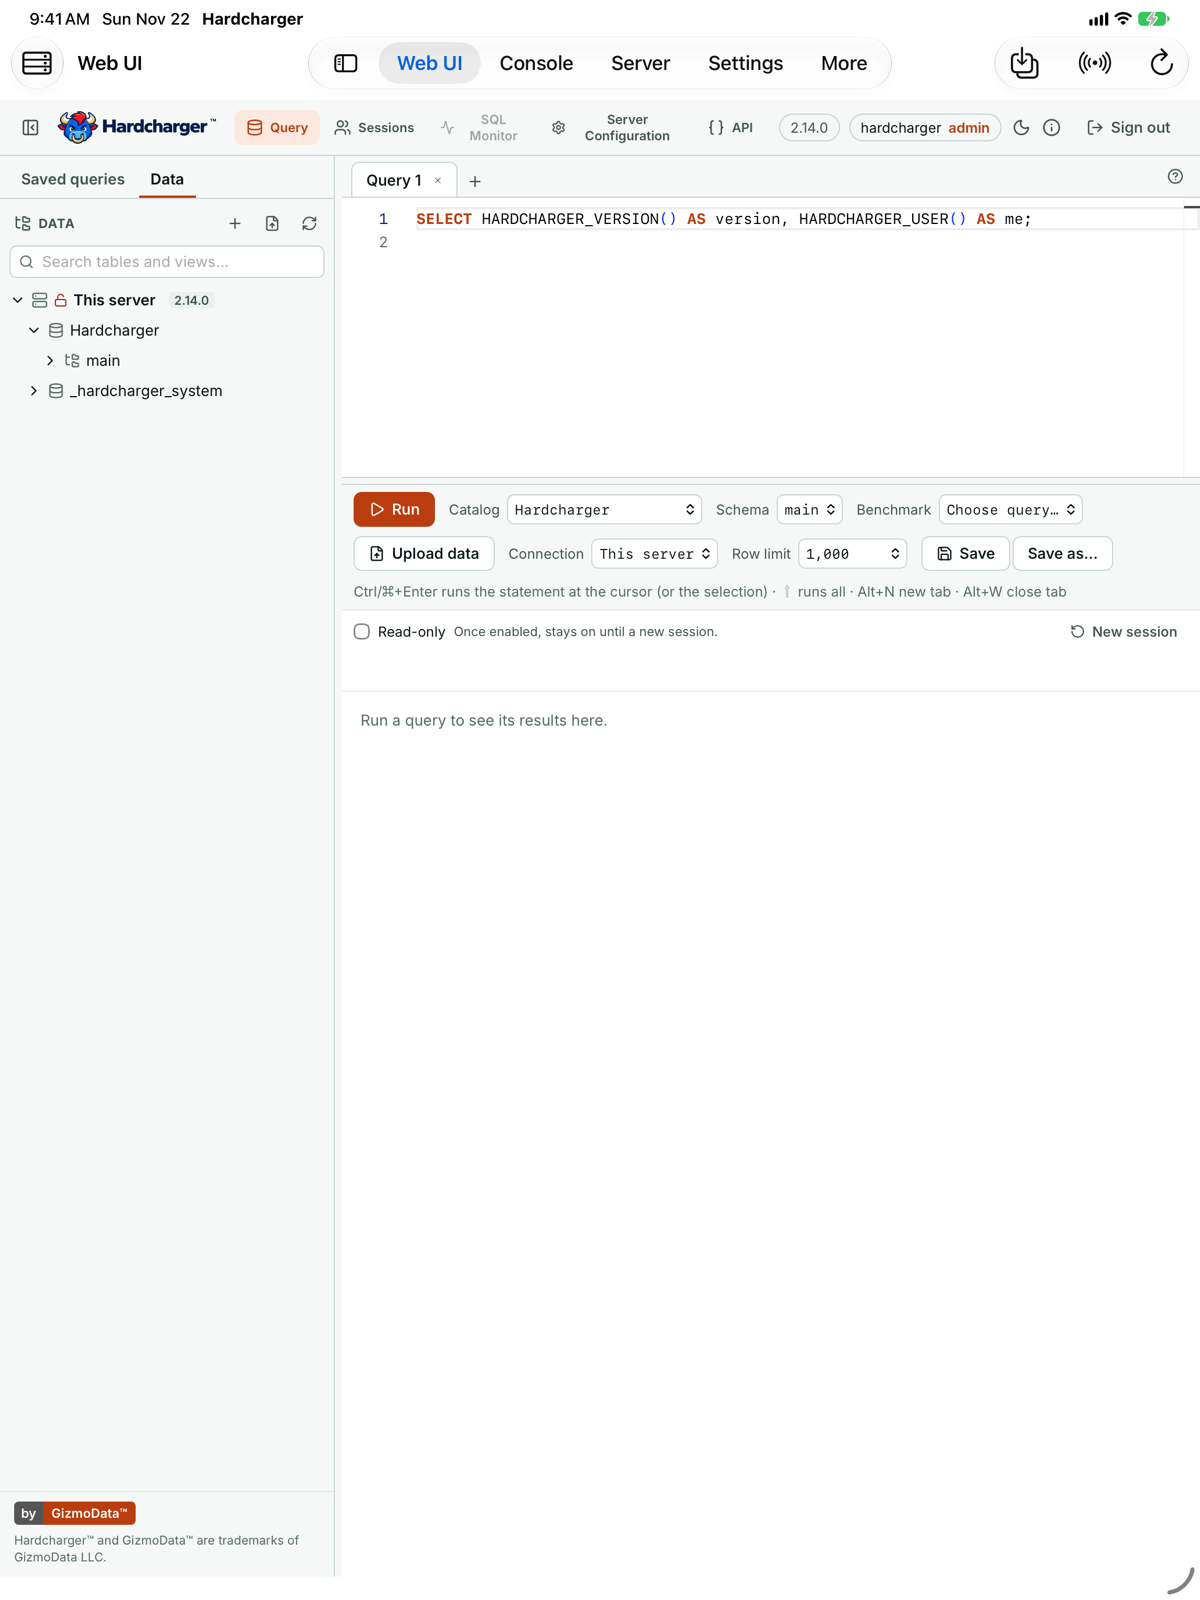 9:41 AM Sun Nov 22 Hardcharger
Web UI
Web UI Console Server Settings More
Hardcharger™
Query
Sessions
SQL
Monitor
Server
Configuration
{ } API
2.14.0
hardcharger admin
Sign out
Saved queries Data
Query 1 × +
DATA
Search tables and views...
This server 2.14.0
Hardcharger
main
_hardcharger_system
1 SELECT HARDCHARGER_VERSION() AS version, HARDCHARGER_USER() AS me;
2
Run Catalog Hardcharger Schema main Benchmark Choose query…
Upload data Connection This server Row limit 1,000 Save Save as...
Ctrl/⌘+Enter runs the statement at the cursor (or the selection) · ⇧ runs all · Alt+N new tab · Alt+W close tab
Read-only Once enabled, stays on until a new session. New session
Run a query to see its results here.
by GizmoData™
Hardcharger™ and GizmoData™ are trademarks of
GizmoData LLC.